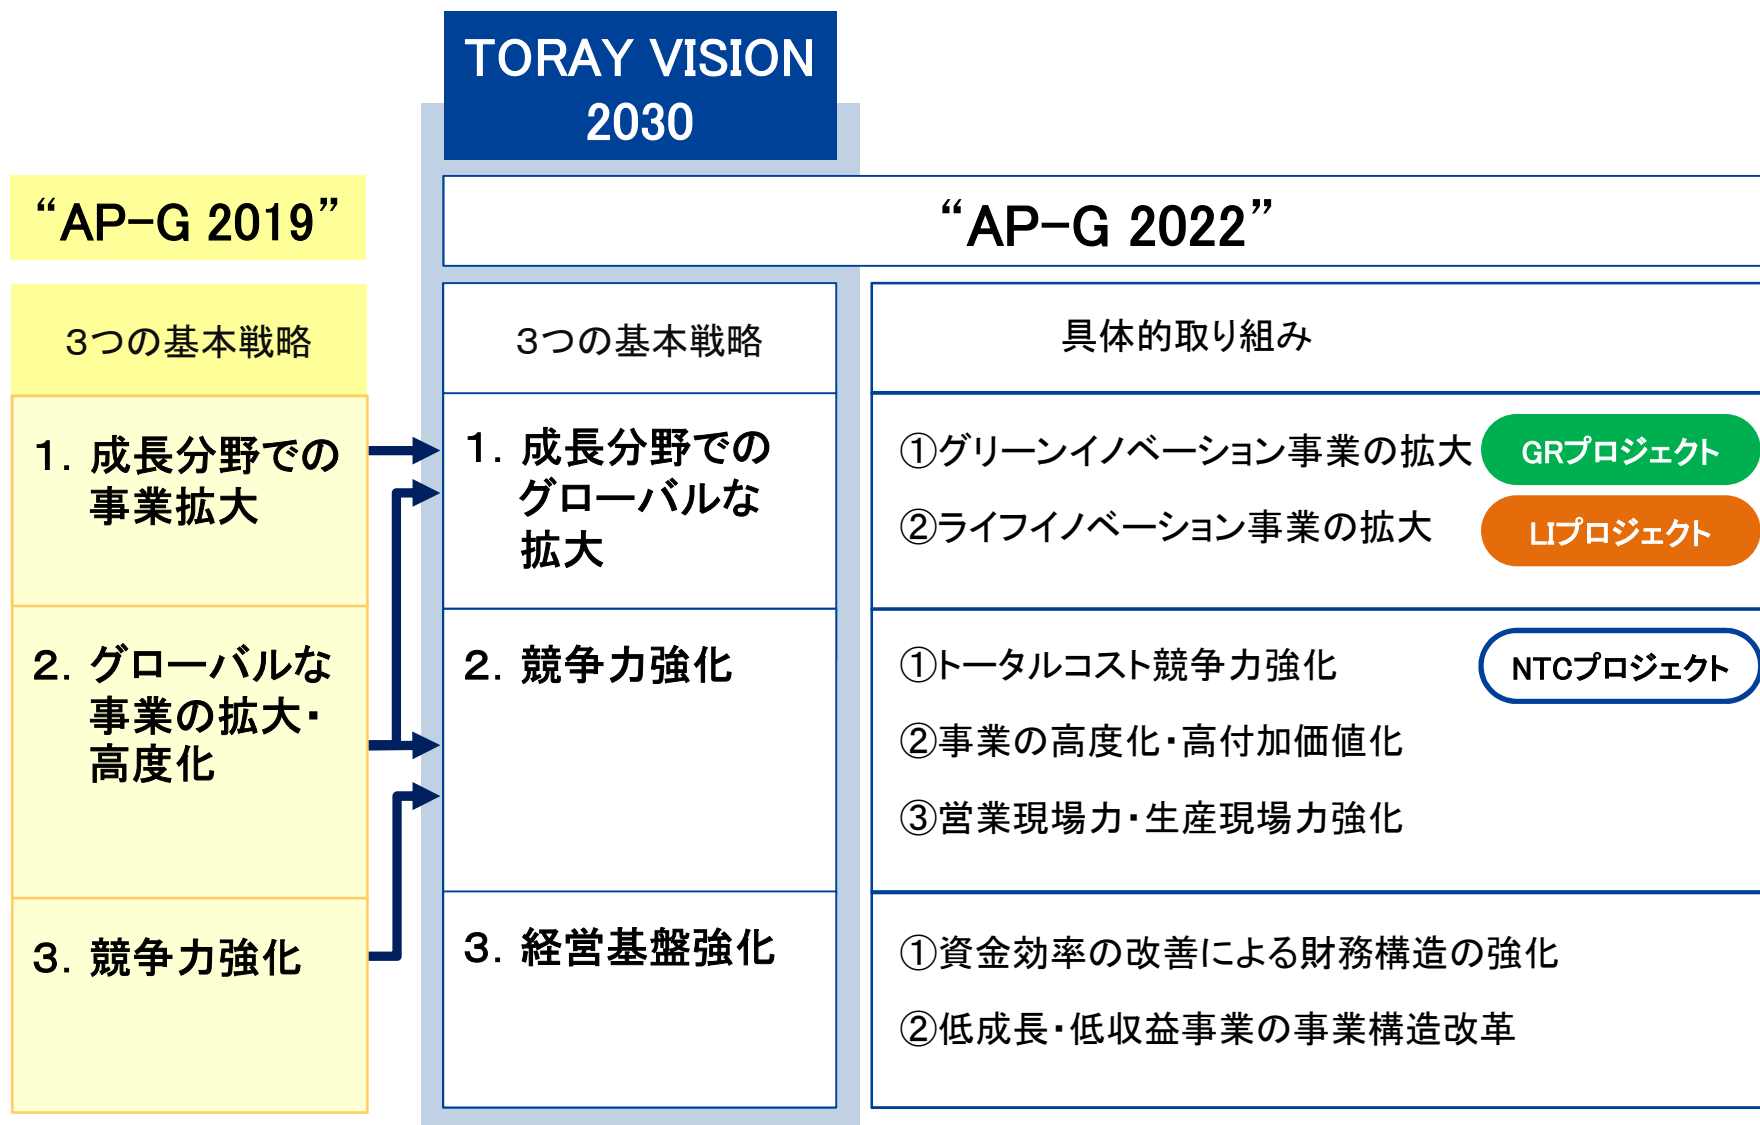 TORAY VISION
2030
“AP-G 2019”
“AP-G 2022”
3つの基本戦略
3つの基本戦略
具体的取り組み
1. 成長分野での
事業拡大
1. 成長分野での
グローバルな
拡大
①グリーンイノベーション事業の拡大
GRプロジェクト
②ライフイノベーション事業の拡大
LIプロジェクト
2. グローバルな
事業の拡大・
高度化
2. 競争力強化
①トータルコスト競争力強化
NTCプロジェクト
②事業の高度化・高付加価値化
③営業現場力・生産現場力強化
3. 競争力強化
3. 経営基盤強化
①資金効率の改善による財務構造の強化
②低成長・低収益事業の事業構造改革